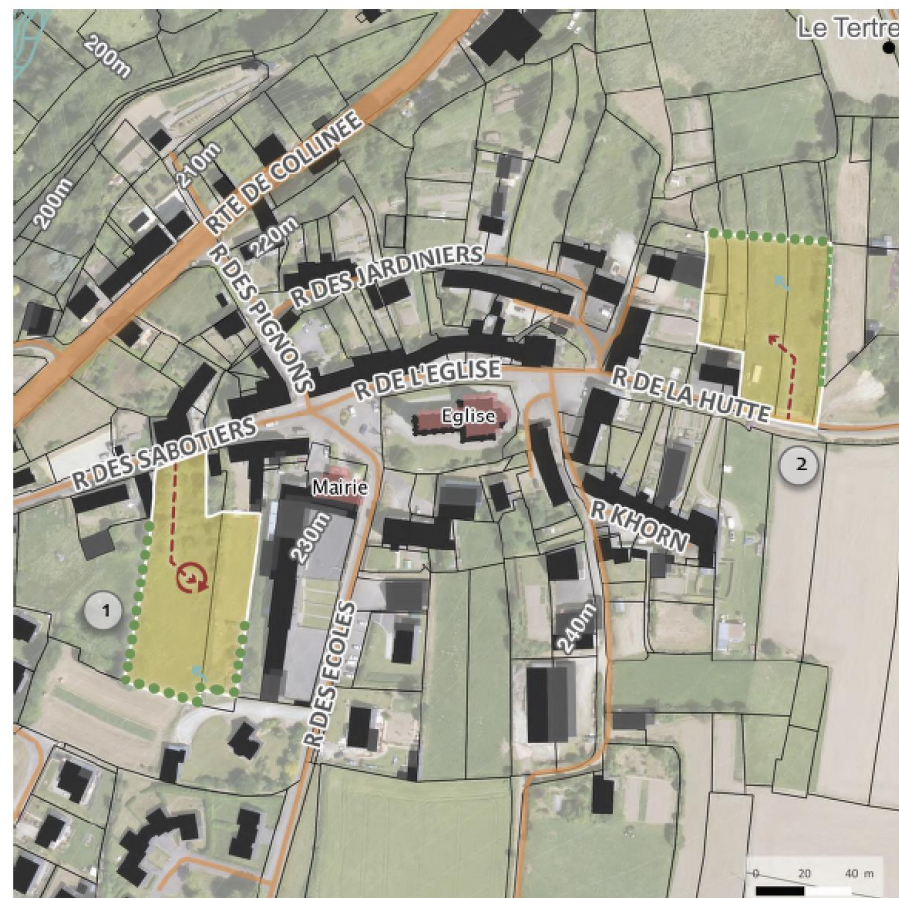 Le Tertre
200m
RTE DE COLLINEE
210m
200m
220m
R DES PIGNONS
R DES JARDINIERS
R DE L'EGLISE
R DE LA HUTTE
Eglise
R DES SABOTIERS
Mairie
2
R KHORN
230m
1
240m
R DES ECOLES
0 20 40 m